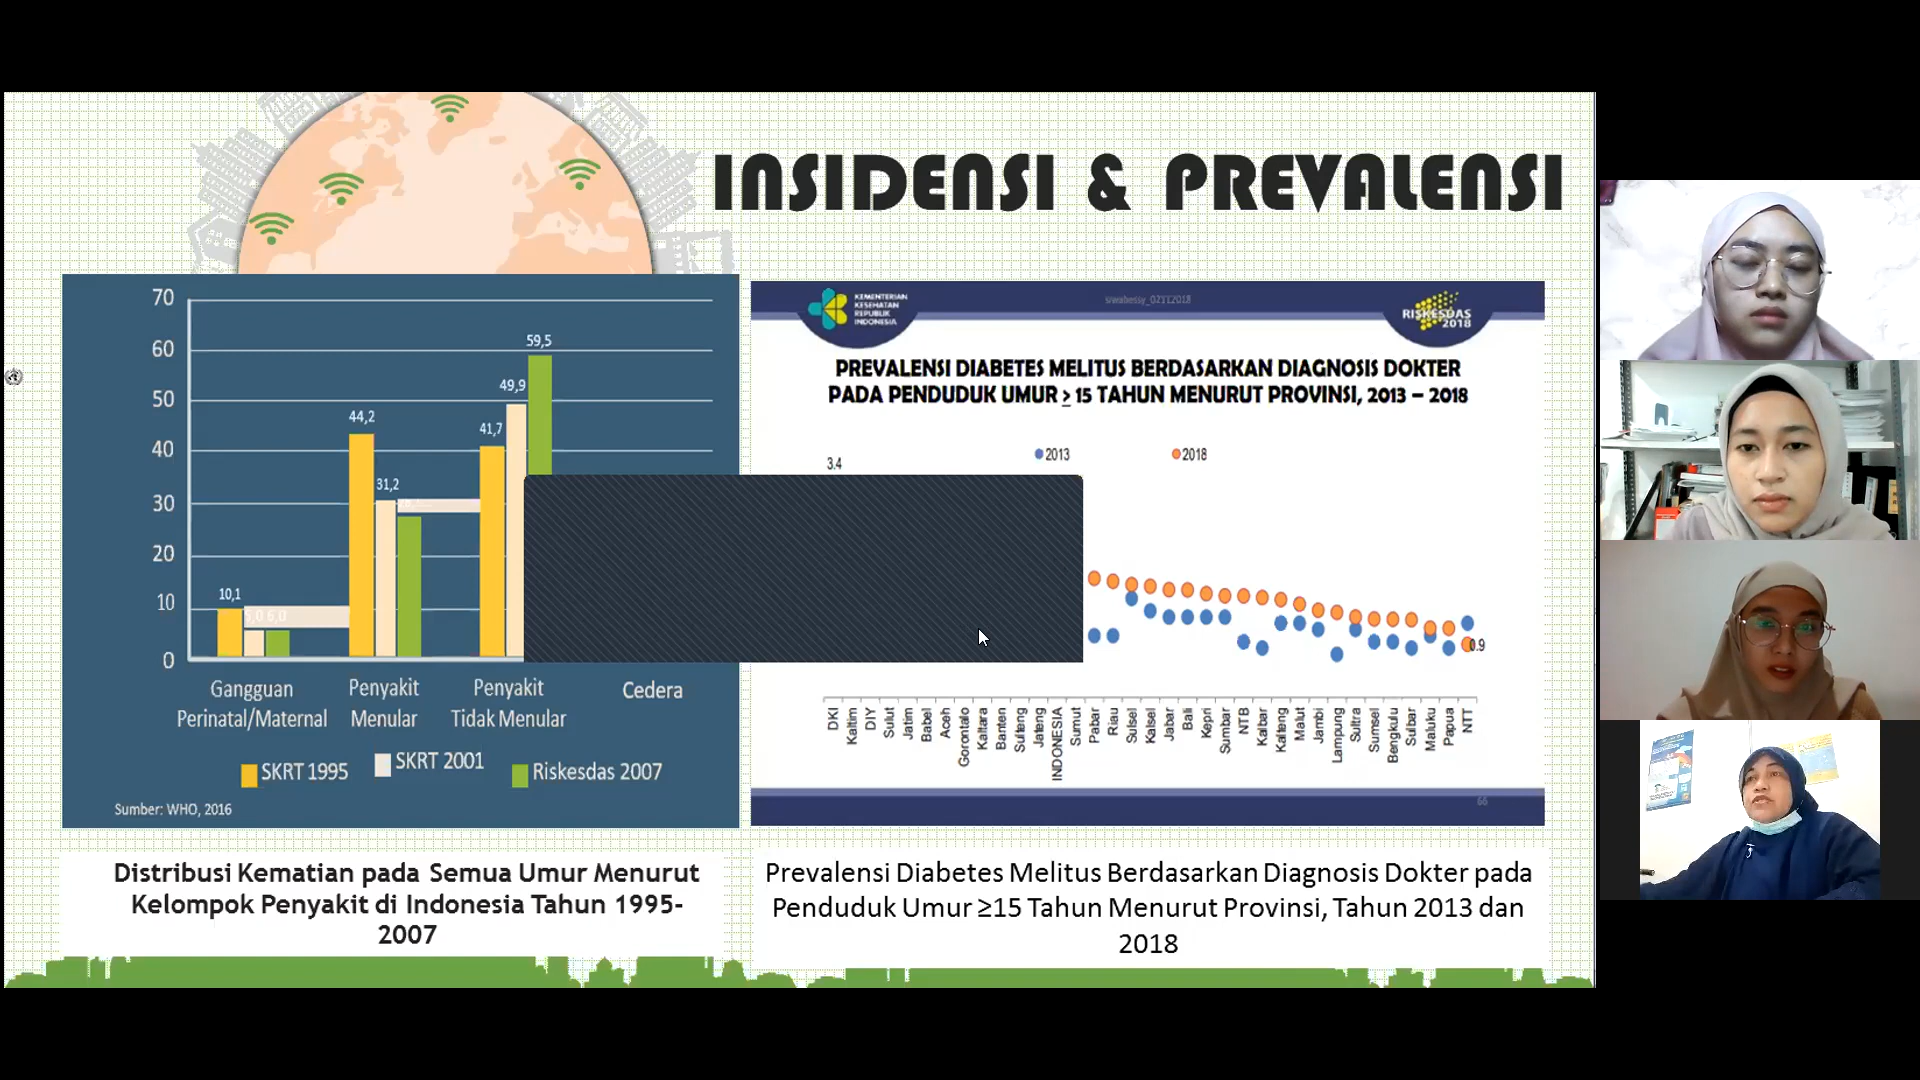 INSIDENSI & PREVALENSI
70
60
50
40
30
20
10
0
10,1
5,0 6,0
44,2
31,2
41,7
49,9
59,5
Gangguan
Perinatal/Maternal
Penyakit
Menular
Penyakit
Tidak Menular
Cedera
SKRT 1995
SKRT 2001
Riskesdas 2007
Sumber: WHO, 2016
Distribusi Kematian pada Semua Umur Menurut
Kelompok Penyakit di Indonesia Tahun 1995-
2007
KEMENTERIAN
KESEHATAN
REPUBLIK
INDONESIA
siwabessy_02112018
RISKESDAS
2018
PREVALENSI DIABETES MELITUS BERDASARKAN DIAGNOSIS DOKTER
PADA PENDUDUK UMUR ≥ 15 TAHUN MENURUT PROVINSI, 2013 – 2018
2013
2018
3.4
0.9
DKI
Kaltim
DIY
Sulut
Jatim
Babel
Aceh
Gorontalo
Kaltara
Banten
Sulteng
Jateng
INDONESIA
Sumut
Pabar
Riau
Sulsel
Kalsel
Jabar
Bali
Kepri
Sumbar
NTB
Kalbar
Kalteng
Malut
Jambi
Lampung
Sultra
Sumsel
Bengkulu
Sulbar
Maluku
Papua
NTT
66
Prevalensi Diabetes Melitus Berdasarkan Diagnosis Dokter pada
Penduduk Umur ≥15 Tahun Menurut Provinsi, Tahun 2013 dan
2018